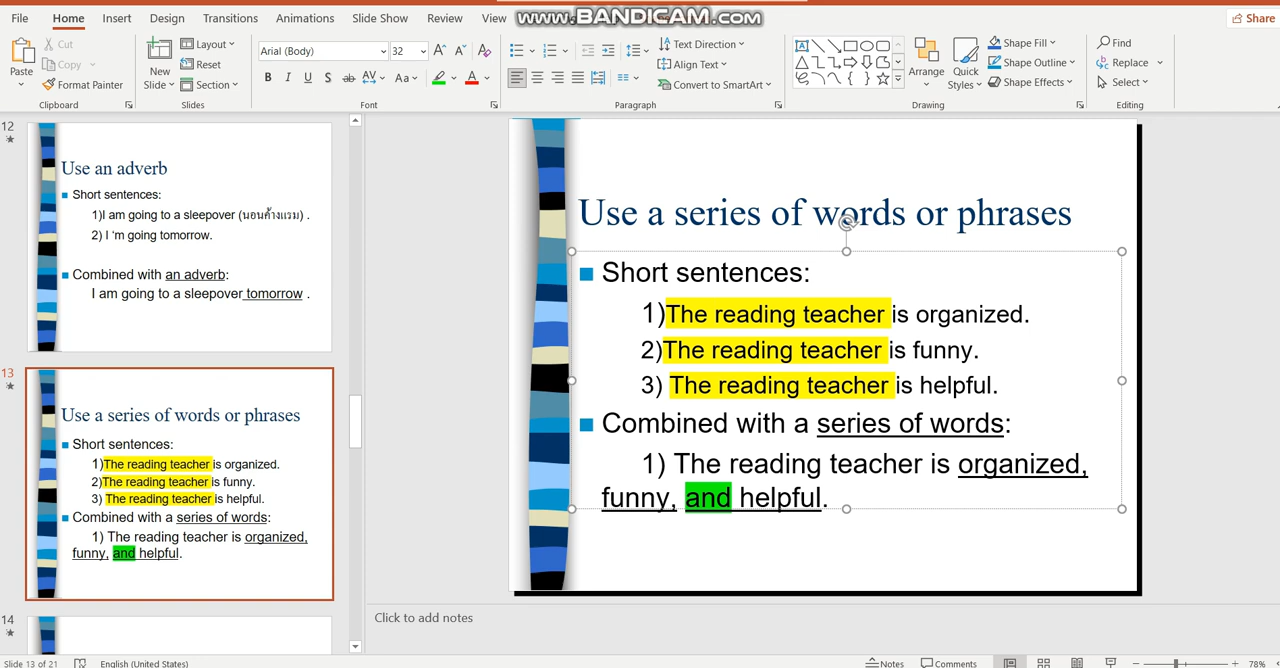 www.BANDICAM.com
File Home Insert Design Transitions Animations Slide Show Review View
Share
Paste
Cut
Copy
Format Painter
Clipboard
New
Slide
Layout
Reset
Section
Slides
Arial (Body) 32
B I U S ab AV Aa A
Font
Text Direction
Align Text
Convert to SmartArt
Paragraph
Arrange
Quick
Styles
Shape Fill
Shape Outline
Shape Effects
Drawing
Find
Replace
Select
Editing
12
Use an adverb
Short sentences:
1)I am going to a sleepover (นอนค้างแรม) .
2) I 'm going tomorrow.
Combined with an adverb:
I am going to a sleepover tomorrow .
13
Use a series of words or phrases
Short sentences:
1)The reading teacher is organized.
2)The reading teacher is funny.
3) The reading teacher is helpful.
Combined with a series of words:
1) The reading teacher is organized,
funny, and helpful.
14
Use a series of words or phrases
Short sentences:
1)The reading teacher is organized.
2)The reading teacher is funny.
3) The reading teacher is helpful.
Combined with a series of words:
1) The reading teacher is organized,
funny, and helpful.
Click to add notes
Slide 13 of 21 English (United States) Notes Comments 78%